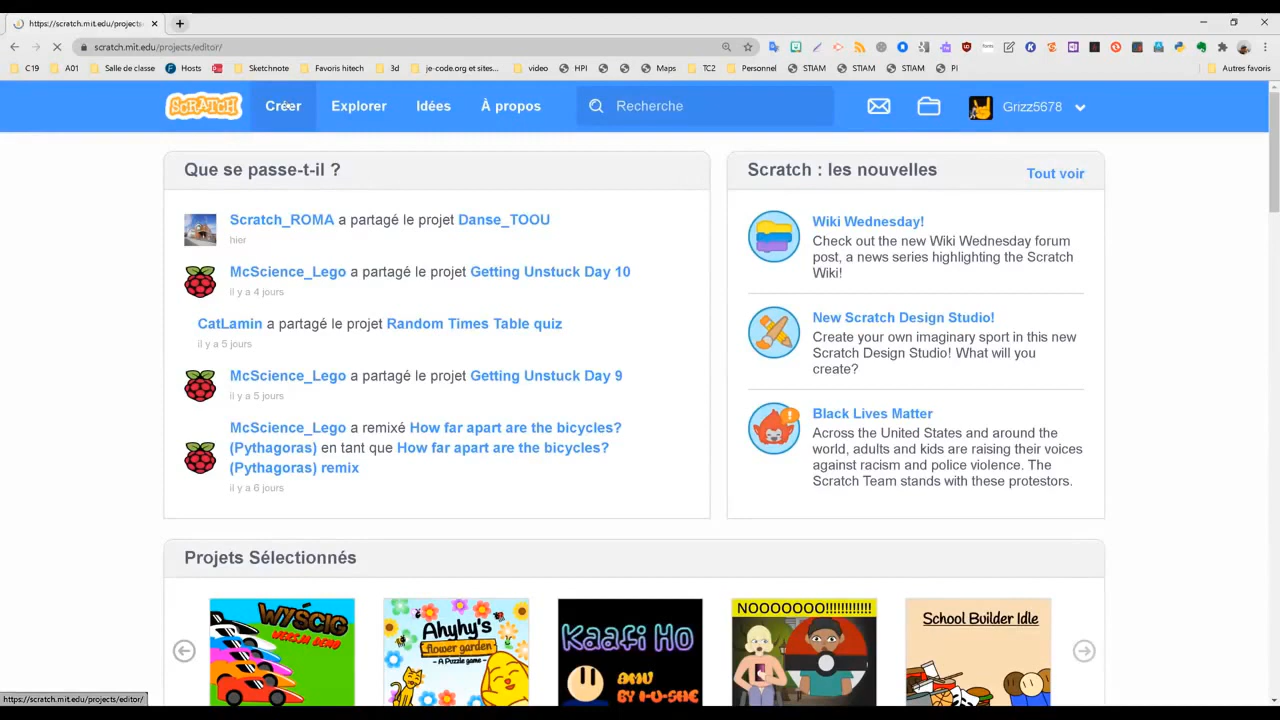 https://scratch.mit.edu/projects
scratch.mit.edu/projects/editor/
C19 A01 Salle de classe Hosts Sketchnote Favoris hitech 3d je-code.org et sites... video HPI Maps TC2 Personnel STIAM STIAM STIAM PI Autres favoris
SCRATCH Créer Explorer Idées À propos Recherche Grizz5678
Que se passe-t-il ?
Scratch_ROMA a partagé le projet Danse_TOOU
hier
McScience_Lego a partagé le projet Getting Unstuck Day 10
il y a 4 jours
CatLamin a partagé le projet Random Times Table quiz
il y a 5 jours
McScience_Lego a partagé le projet Getting Unstuck Day 9
il y a 5 jours
McScience_Lego a remixé How far apart are the bicycles?
(Pythagoras) en tant que How far apart are the bicycles?
(Pythagoras) remix
il y a 6 jours
Scratch : les nouvelles
Tout voir
Wiki Wednesday!
Check out the new Wiki Wednesday forum
post, a news series highlighting the Scratch
Wiki!
New Scratch Design Studio!
Create your own imaginary sport in this new
Scratch Design Studio! What will you
create?
Black Lives Matter
Across the United States and around the
world, adults and kids are raising their voices
against racism and police violence. The
Scratch Team stands with these protestors.
Projets Sélectionnés
WYŚCIG
WERSJA DEMO
Ahyhy's
flower garden
- A Puzzle game -
Kaafi Ho
AMV
BY I-U-SHE
NOOOOOOO!!!!!!!!!!!!
School Builder Idle
https://scratch.mit.edu/projects/editor/